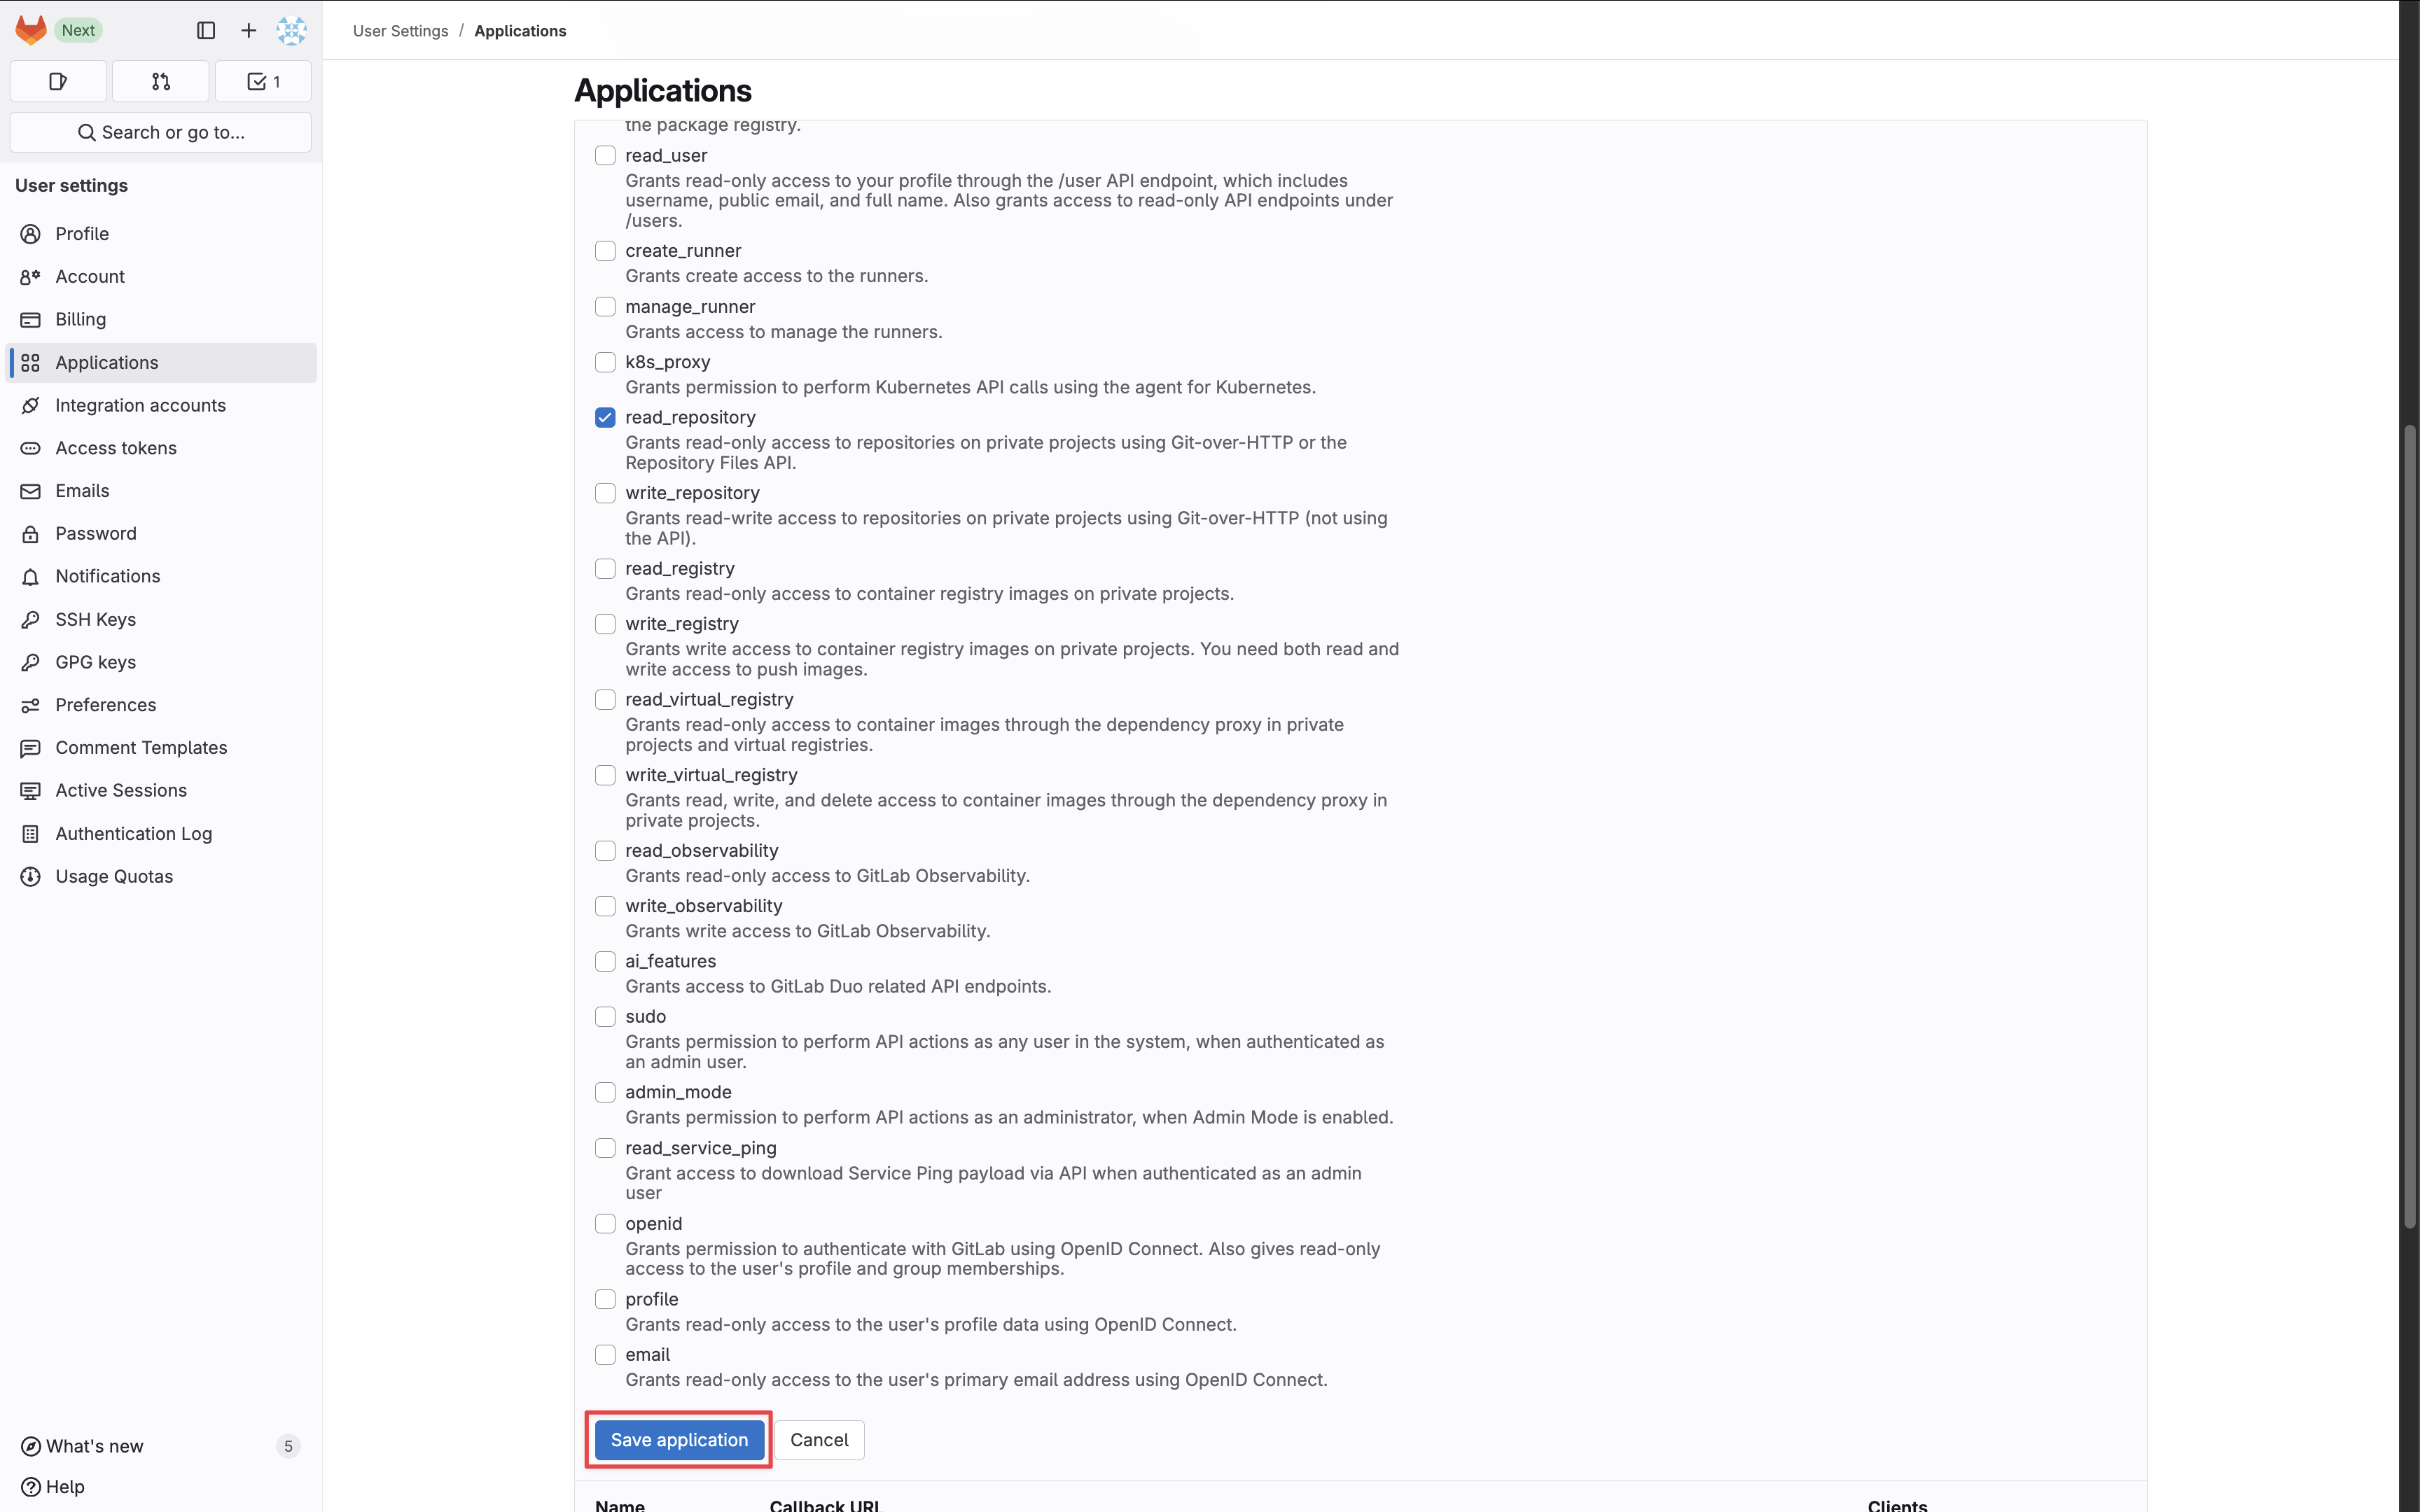 Next
1
Search or go to...
User settings
Profile
Account
Billing
Applications
Integration accounts
Access tokens
Emails
Password
Notifications
SSH Keys
GPG keys
Preferences
Comment Templates
Active Sessions
Authentication Log
Usage Quotas
What's new
5
Help
User Settings / Applications
Applications
the package registry.
read_user
Grants read-only access to your profile through the /user API endpoint, which includes
username, public email, and full name. Also grants access to read-only API endpoints under
/users.
create_runner
Grants create access to the runners.
manage_runner
Grants access to manage the runners.
k8s_proxy
Grants permission to perform Kubernetes API calls using the agent for Kubernetes.
read_repository
Grants read-only access to repositories on private projects using Git-over-HTTP or the
Repository Files API.
write_repository
Grants read-write access to repositories on private projects using Git-over-HTTP (not using
the API).
read_registry
Grants read-only access to container registry images on private projects.
write_registry
Grants write access to container registry images on private projects. You need both read and
write access to push images.
read_virtual_registry
Grants read-only access to container images through the dependency proxy in private
projects and virtual registries.
write_virtual_registry
Grants read, write, and delete access to container images through the dependency proxy in
private projects.
read_observability
Grants read-only access to GitLab Observability.
write_observability
Grants write access to GitLab Observability.
ai_features
Grants access to GitLab Duo related API endpoints.
sudo
Grants permission to perform API actions as any user in the system, when authenticated as
an admin user.
admin_mode
Grants permission to perform API actions as an administrator, when Admin Mode is enabled.
read_service_ping
Grant access to download Service Ping payload via API when authenticated as an admin
user
openid
Grants permission to authenticate with GitLab using OpenID Connect. Also gives read-only
access to the user's profile and group memberships.
profile
Grants read-only access to the user's profile data using OpenID Connect.
email
Grants read-only access to the user's primary email address using OpenID Connect.
Save application
Cancel
Name
Callback URL
Clients